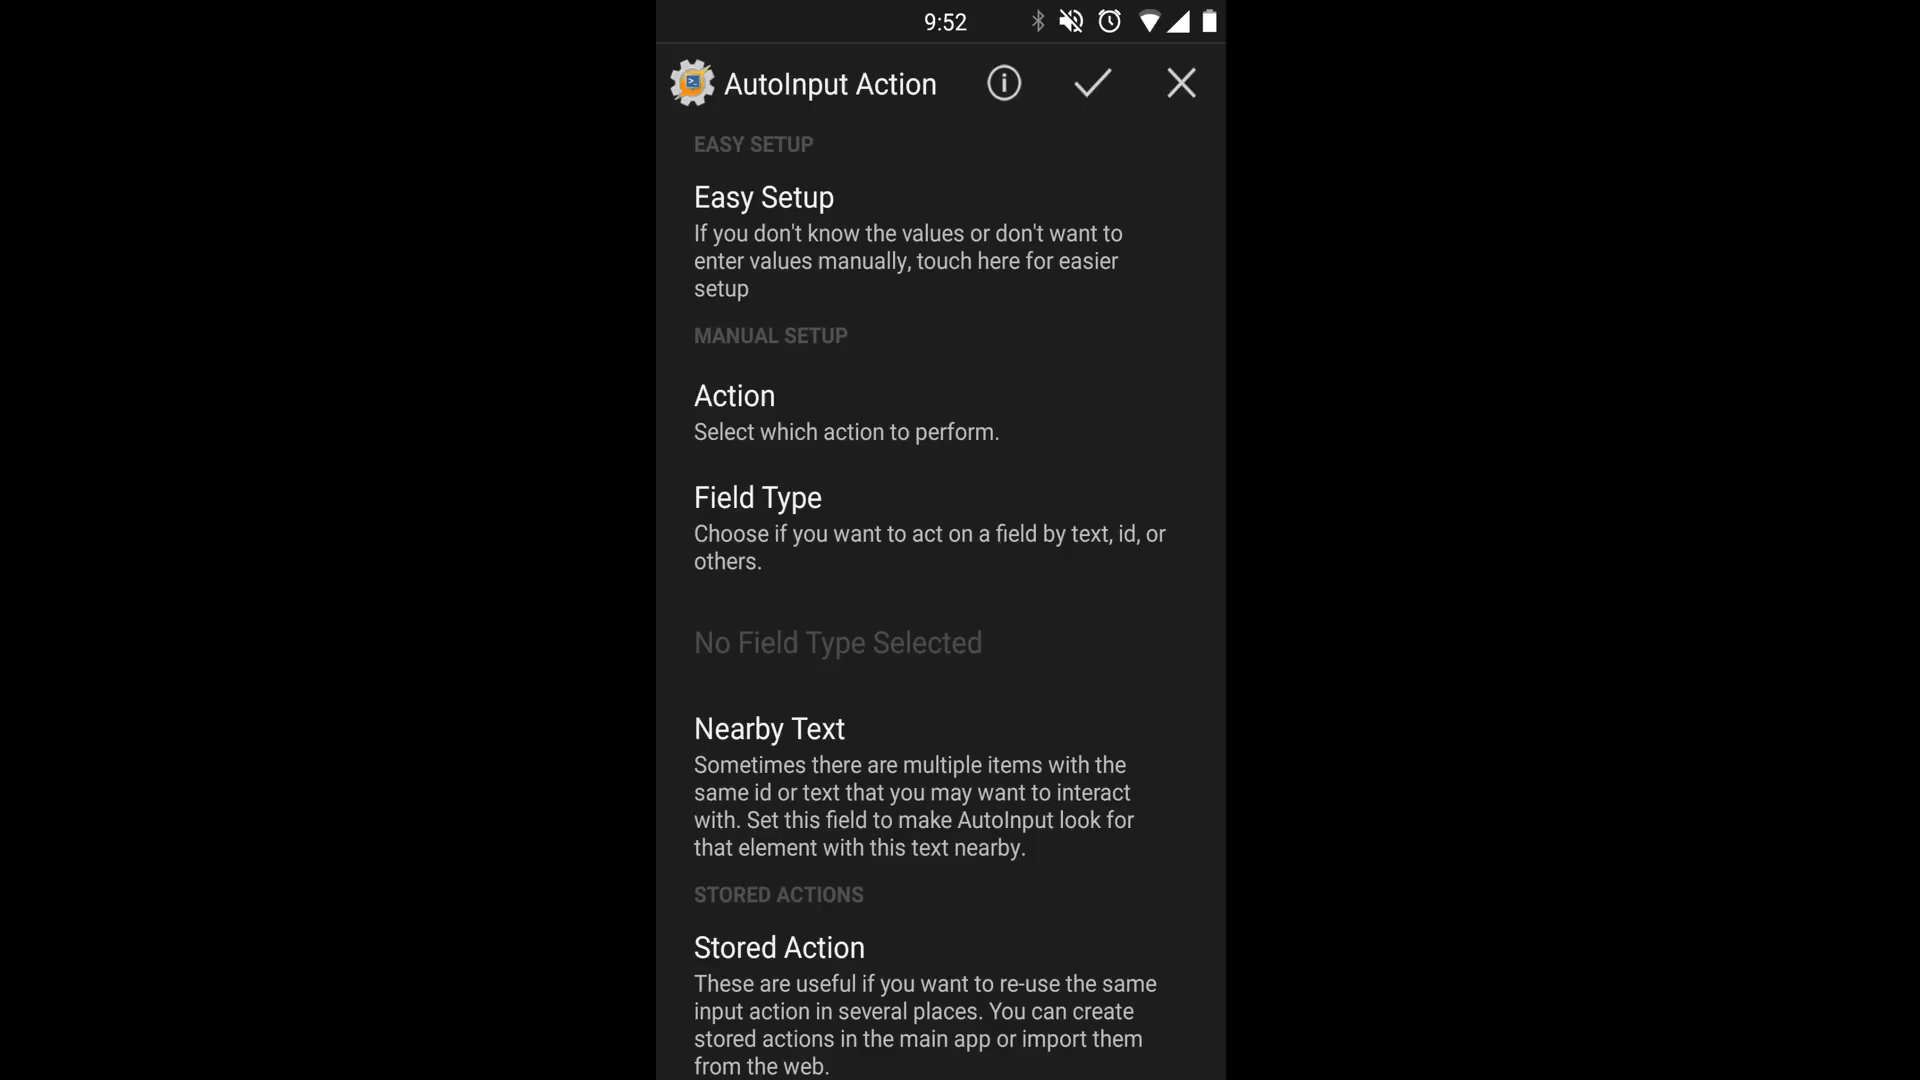 9:52
AutoInput Action
EASY SETUP
Easy Setup
If you don't know the values or don't want to
enter values manually, touch here for easier
setup
MANUAL SETUP
Action
Select which action to perform.
Field Type
Choose if you want to act on a field by text, id, or
others.
No Field Type Selected
Nearby Text
Sometimes there are multiple items with the
same id or text that you may want to interact
with. Set this field to make AutoInput look for
that element with this text nearby.
STORED ACTIONS
Stored Action
These are useful if you want to re-use the same
input action in several places. You can create
stored actions in the main app or import them
from the web.